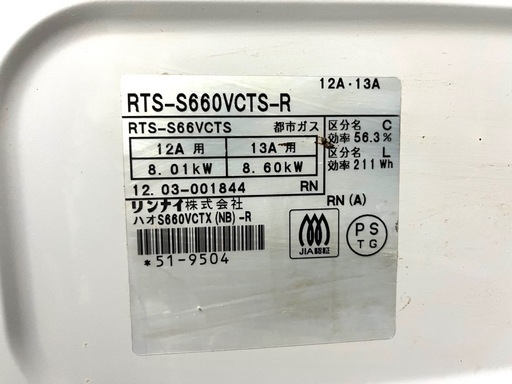 12A・13A
RTS-S660VCTS-R
RTS-S66VCTS 都市ガス
区分名 C
効率 56.3%
区分名 L
効率 211 Wh
12A 用 13A 用
8.01kW 8.60kW
12.03-001844 RN
リンナイ株式会社 RN(A)
ハオS660VCTX(NB)-R
*51-9504
JIA認証
PS
TG